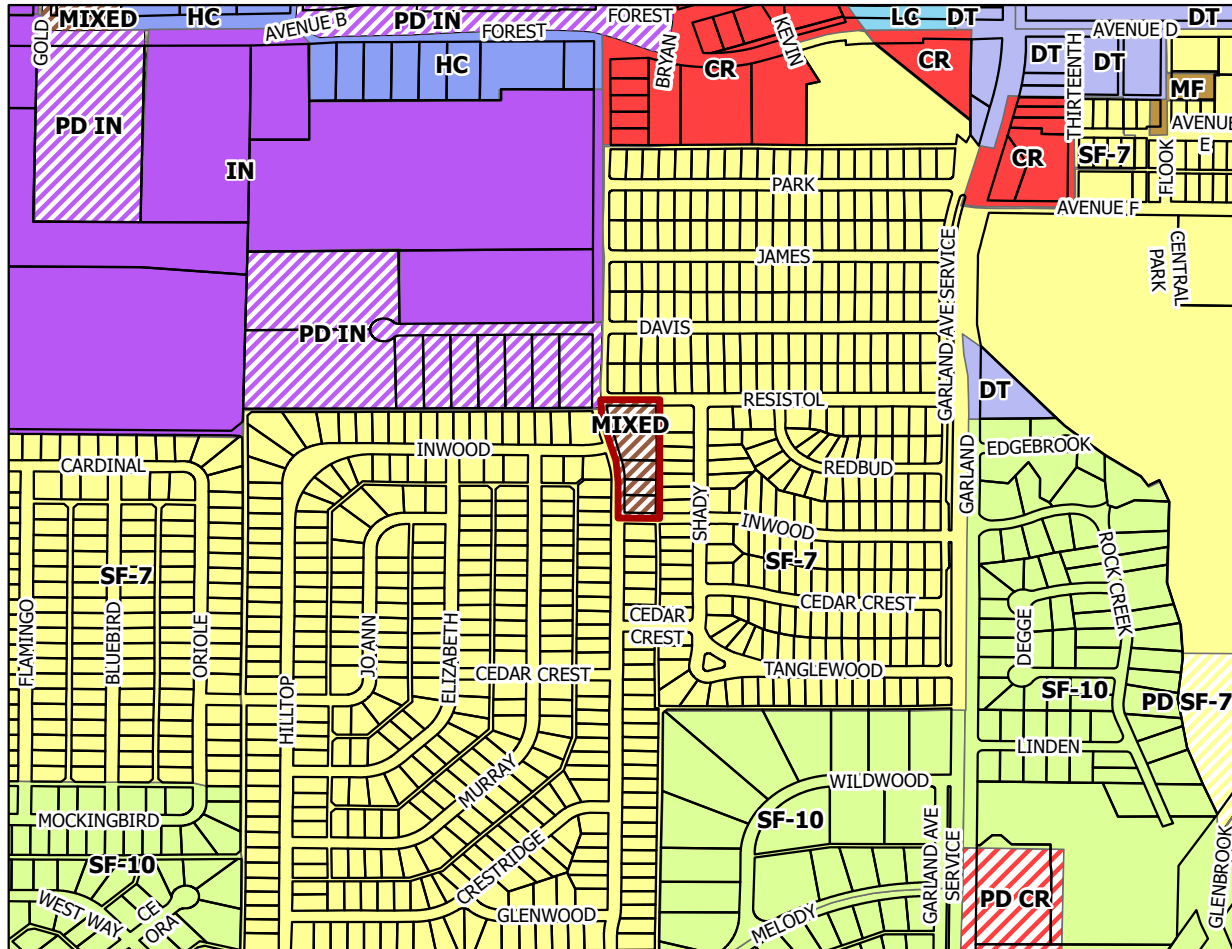 MIXED
HC
PD IN
FOREST
LC
DT
DT
GOLD
AVENUE B
FOREST
BRYAN
KEVIN
AVENUE D
HC
CR
CR
DT
DT
THIRTEENTH
MF
PD IN
AVENUE
E
IN
CR
SF-7
FLOOK
PARK
AVENUE F
JAMES
GARLAND AVE SERVICE
CENTRAL
PARK
DAVIS
PD IN
DT
RESISTOL
MIXED
INWOOD
EDGEBROOK
CARDINAL
REDBUD
GARLAND
SHADY
INWOOD
ROCK CREEK
SF-7
SF-7
FLAMINGO
BLUEBIRD
ORIOLE
JO ANN
ELIZABETH
CEDAR
CREST
CEDAR CREST
DEGGE
CEDAR CREST
TANGLEWOOD
HILLTOP
SF-10
PD SF-7
LINDEN
MURRAY
WILDWOOD
MOCKINGBIRD
SF-10
SF-10
CRESTRIDGE
GARLAND AVE
SERVICE
GLENBROOK
WEST WAY
CEL
ORA
GLENWOOD
MELODY
PD CR